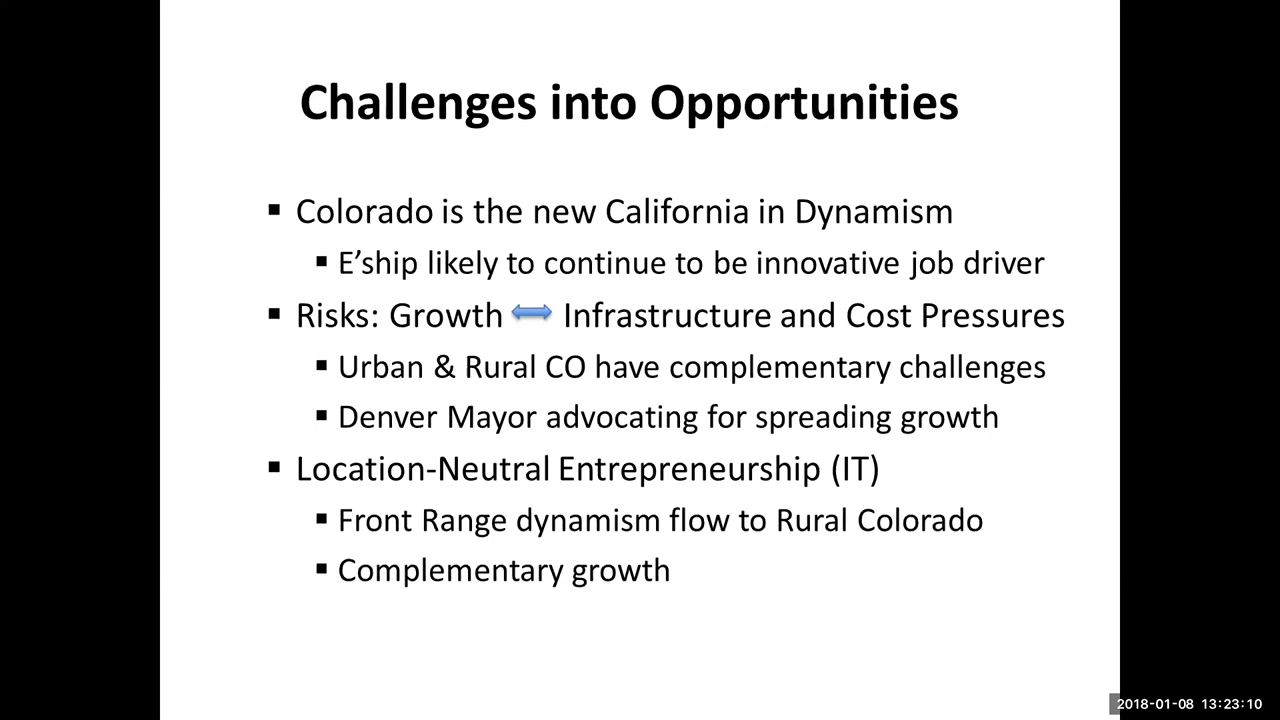 Challenges into Opportunities
▪ Colorado is the new California in Dynamism
▪ E’ship likely to continue to be innovative job driver
▪ Risks: Growth ⇔ Infrastructure and Cost Pressures
▪ Urban & Rural CO have complementary challenges
▪ Denver Mayor advocating for spreading growth
▪ Location-Neutral Entrepreneurship (IT)
▪ Front Range dynamism flow to Rural Colorado
▪ Complementary growth
2018-01-08 13:23:10